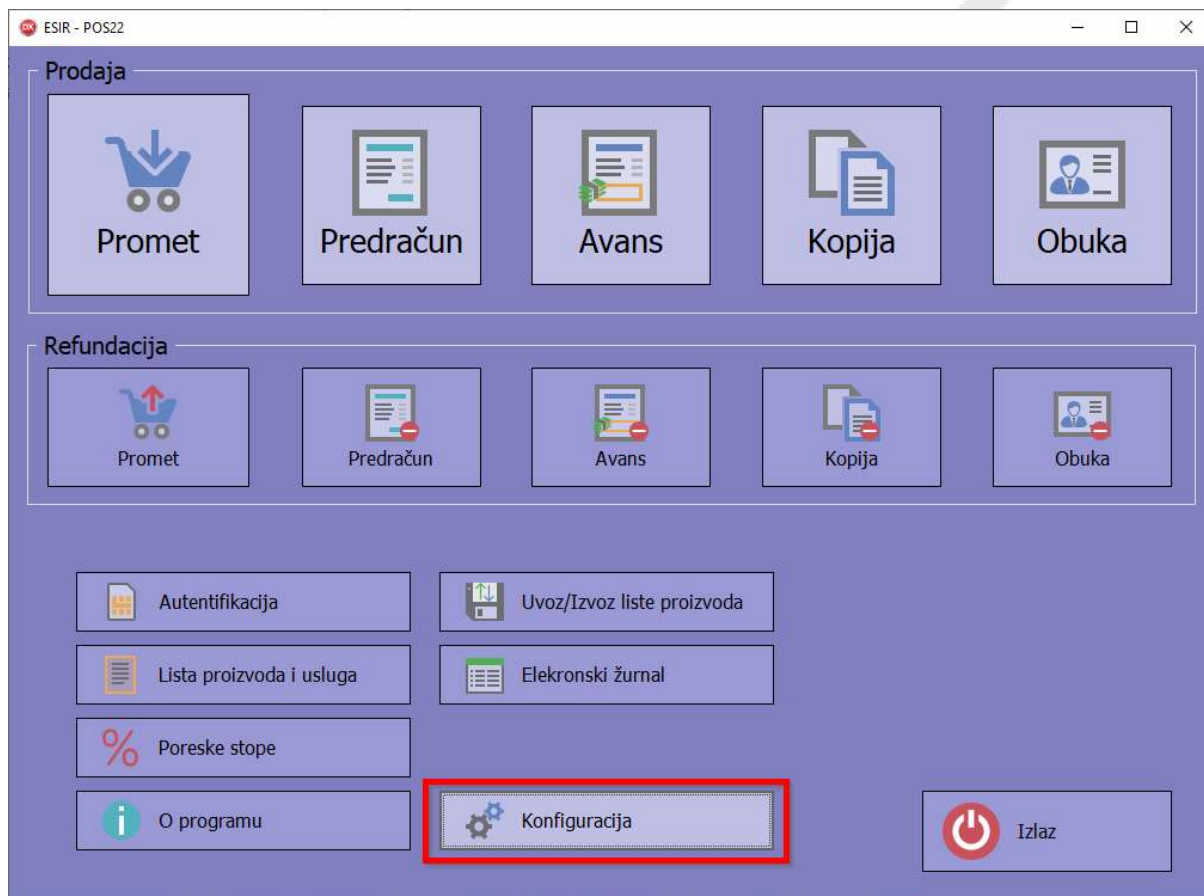 ESIR - POS22
Prodaja
Promet
Predračun
Avans
Kopija
Obuka
Refundacija
Promet
Predračun
Avans
Kopija
Obuka
Autentifikacija
Uvoz/Izvoz liste proizvoda
Lista proizvoda i usluga
Elekronski žurnal
Poreske stope
O programu
Konfiguracija
Izlaz